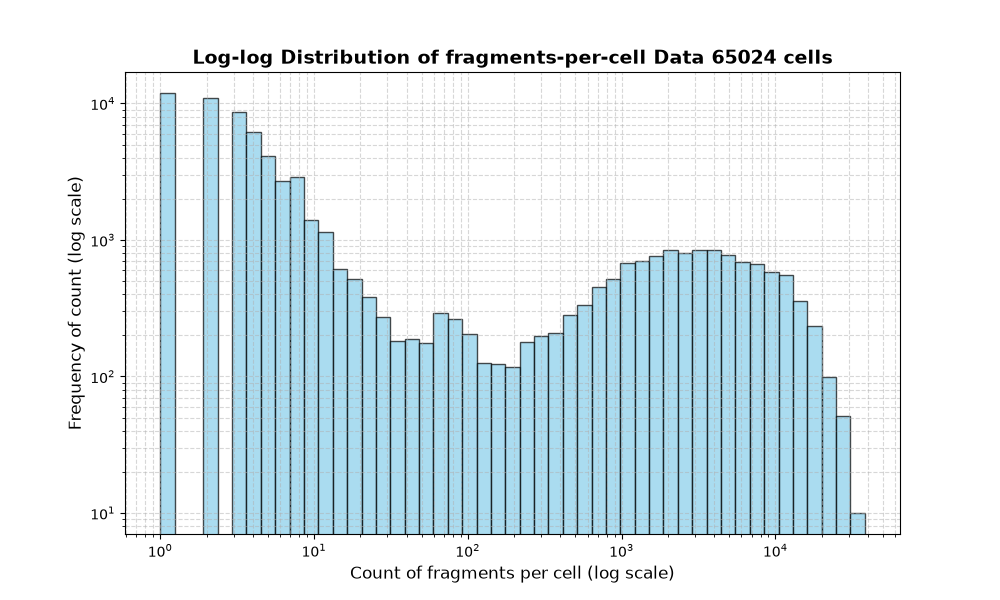 Log-log Distribution of fragments-per-cell Data 65024 cells
Frequency of count (log scale)
10⁴
10³
10²
10¹
10⁰ 10¹ 10² 10³ 10⁴
Count of fragments per cell (log scale)